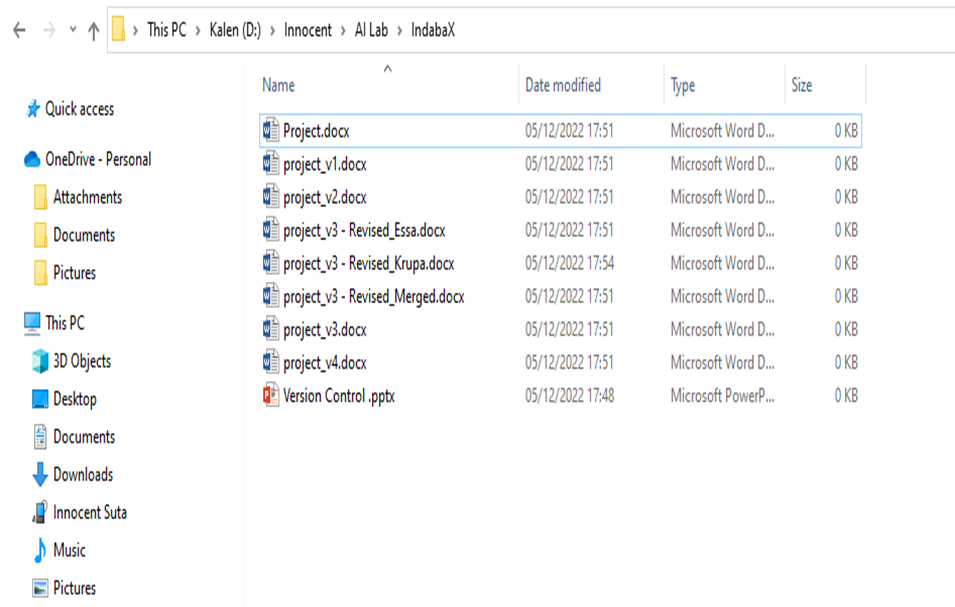 This PC › Kalen (D:) › Innocent › AI Lab › IndabaX
Quick access
OneDrive - Personal
Attachments
Documents
Pictures
This PC
3D Objects
Desktop
Documents
Downloads
Innocent Suta
Music
Pictures
Name Date modified Type Size
Project.docx 05/12/2022 17:51 Microsoft Word D... 0 KB
project_v1.docx 05/12/2022 17:51 Microsoft Word D... 0 KB
project_v2.docx 05/12/2022 17:51 Microsoft Word D... 0 KB
project_v3 - Revised_Essa.docx 05/12/2022 17:51 Microsoft Word D... 0 KB
project_v3 - Revised_Krupa.docx 05/12/2022 17:54 Microsoft Word D... 0 KB
project_v3 - Revised_Merged.docx 05/12/2022 17:51 Microsoft Word D... 0 KB
project_v3.docx 05/12/2022 17:51 Microsoft Word D... 0 KB
project_v4.docx 05/12/2022 17:51 Microsoft Word D... 0 KB
Version Control .pptx 05/12/2022 17:48 Microsoft PowerP... 0 KB